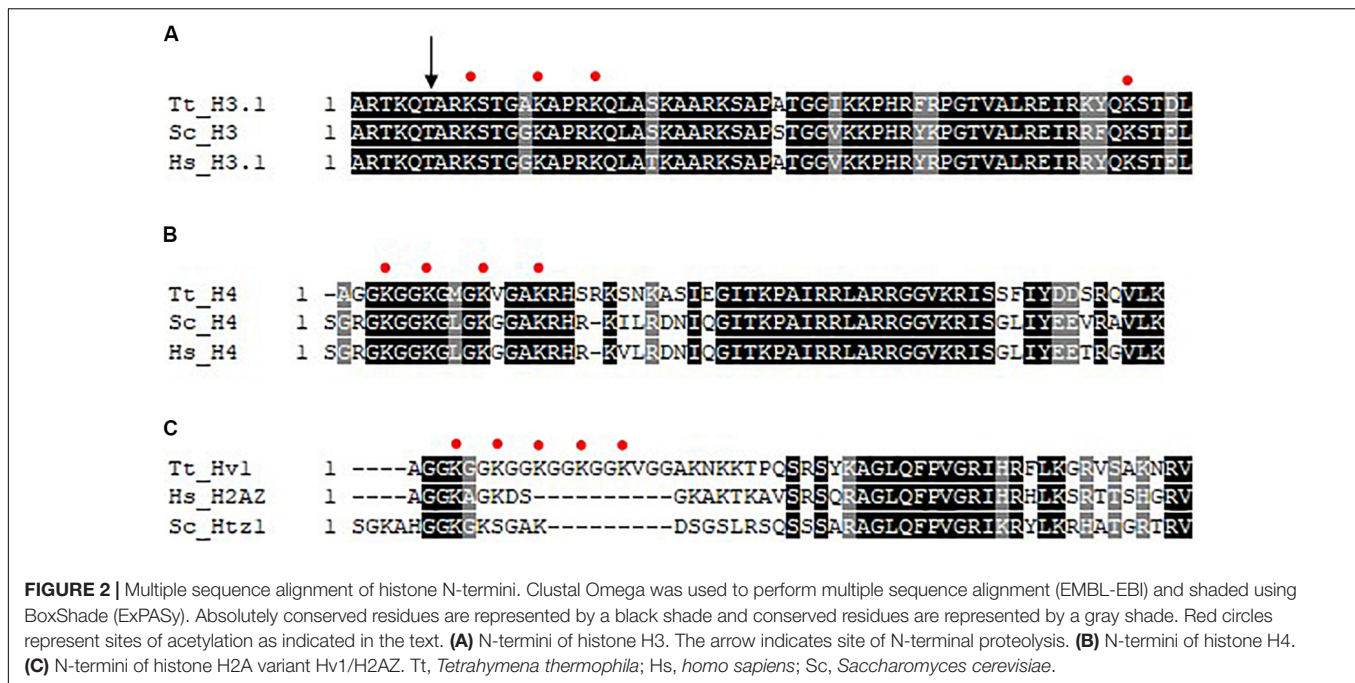 A
Tt_H3.1 1 ARTKQTARKSTGAKAPRKQLASKAARKSAPATGGIKKPHRFRPGTVALREIRKYQKSTDL
Sc_H3 1 ARTKQTARKSTGGKAPRKQLASKAARKSAPSTGGVKKPHRYKPGTVALREIRRFQKSTEL
Hs_H3.1 1 ARTKQTARKSTGGKAPRKQLATKAARKSAPATGGVKKPHRYRPGTVALREIRRYQKSTEL
B
Tt_H4 1 -AGGKGGKGMGKVGAKRHSRKSNKASIEGITKPAIRRLARRGGVKRISSFIYDDSRQVLK
Sc_H4 1 SGRGKGGKGLGKGGAKRHR-KILRDNIQGITKPAIRRLARRGGVKRISGLIYEEVRAVLK
Hs_H4 1 SGRGKGGKGLGKGGAKRHR-KVLRDNIQGITKPAIRRLARRGGVKRISGLIYEETRGVLK
C
Tt_Hv1 1 ----AGGKGGKGGKGGKGGKVGGAKNKKTPQSRSYKAGLQFPVGRIHRFLKGRVSAKNRV
Hs_H2AZ 1 ----AGGKAGKDS----------GKAKTKAVSRSQRAGLQFPVGRIHRHLKSRTTSHGRV
Sc_Htz1 1 SGKAHGGKGKSGAK---------DSGSLRSQSSSARAGLQFPVGRIKRYLKRHATGRTRV
FIGURE 2 | Multiple sequence alignment of histone N-termini. Clustal Omega was used to perform multiple sequence alignment (EMBL-EBI) and shaded using
BoxShade (ExPASy). Absolutely conserved residues are represented by a black shade and conserved residues are represented by a gray shade. Red circles
represent sites of acetylation as indicated in the text. (A) N-termini of histone H3. The arrow indicates site of N-terminal proteolysis. (B) N-termini of histone H4.
(C) N-termini of histone H2A variant Hv1/H2AZ. Tt, Tetrahymena thermophila; Hs, homo sapiens; Sc, Saccharomyces cerevisiae.